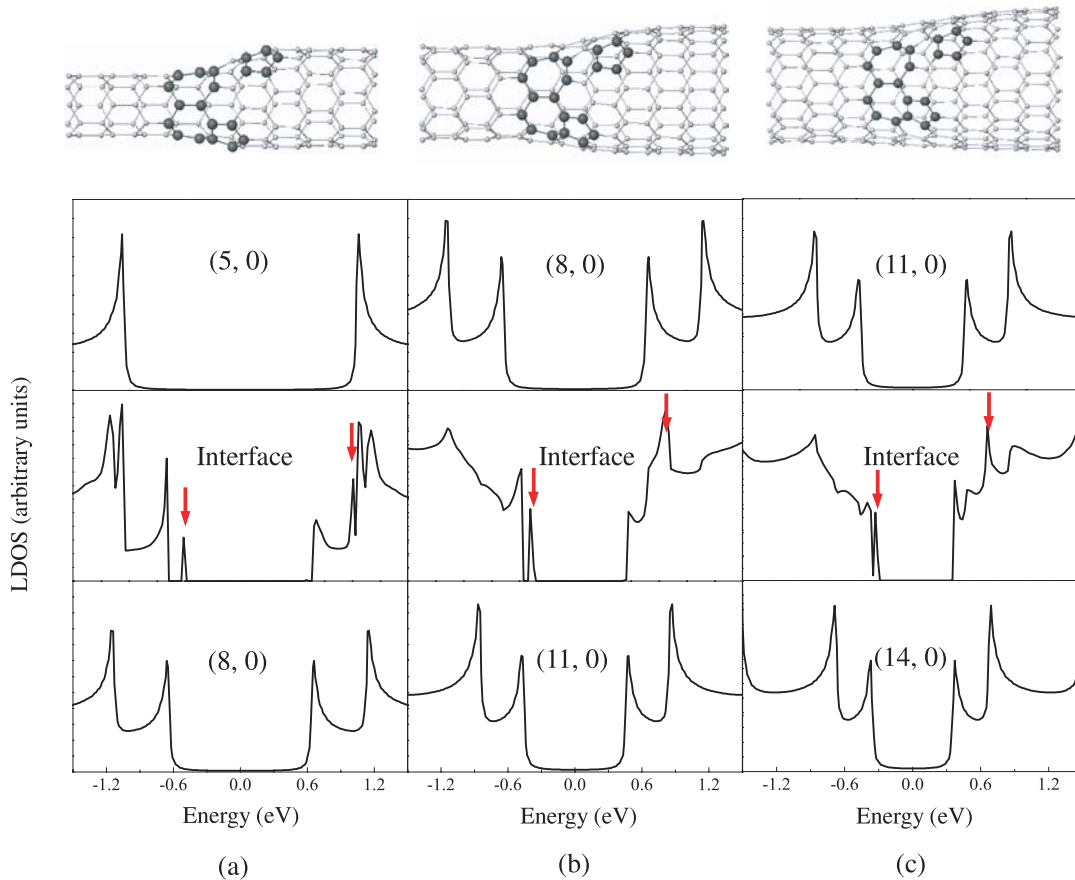 (5, 0)
(8, 0)
(11, 0)
LDOS (arbitrary units)
Interface
Interface
Interface
(8, 0)
(11, 0)
(14, 0)
-1.2 -0.6 0.0 0.6 1.2
-1.2 -0.6 0.0 0.6 1.2
-1.2 -0.6 0.0 0.6 1.2
Energy (eV)
Energy (eV)
Energy (eV)
(a)
(b)
(c)